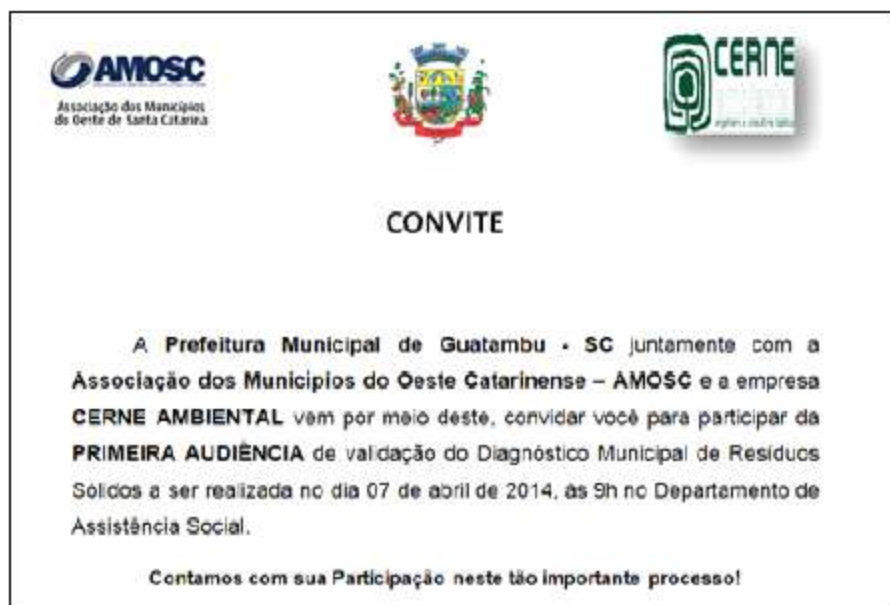 AMOSC
Associação dos Municípios
do Oeste de Santa Catarina
CERNE
CONVITE
A Prefeitura Municipal de Guatambu - SC juntamente com a
Associação dos Municipios do Oeste Catarinense – AMOSC e a empresa
CERNE AMBIENTAL vem por meio deste, convidar você para participar da
PRIMEIRA AUDIÊNCIA de validação do Diagnóstico Municipal de Resíduos
Sólidos a ser realizada no dia 07 de abril de 2014, às 9h no Departamento de
Assistência Social.
Contamos com sua Participação neste tão importante processo!